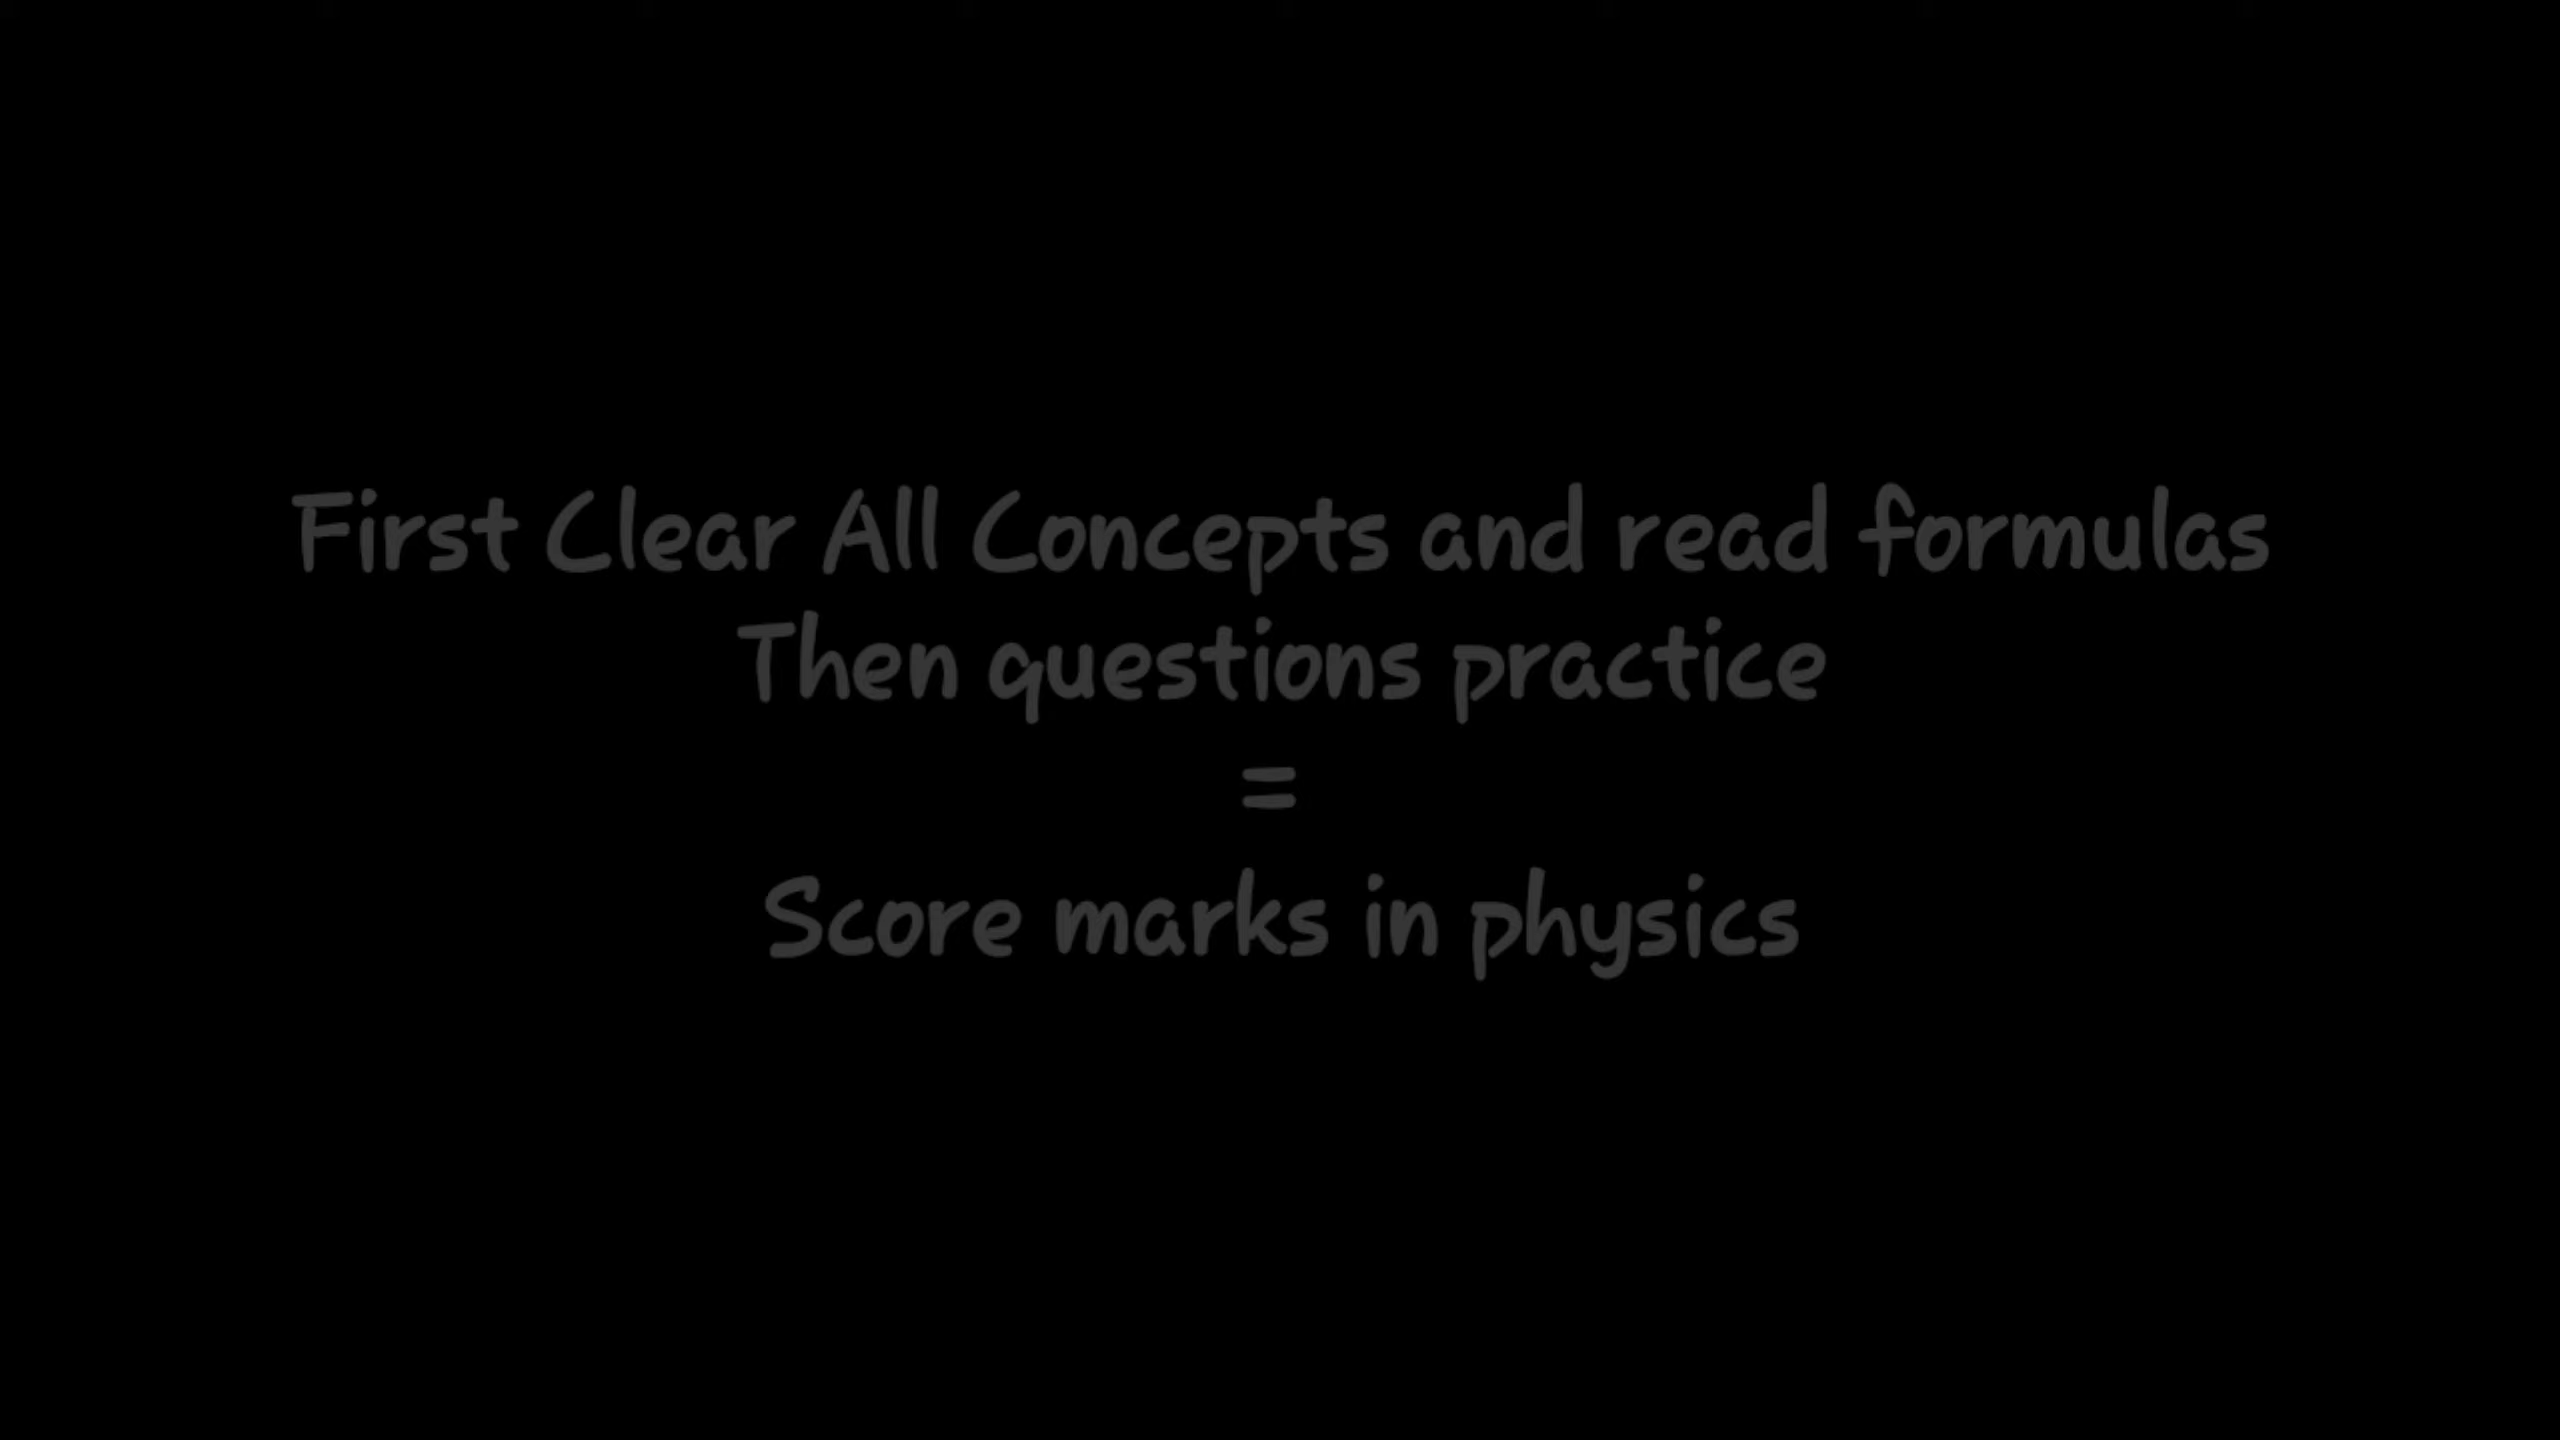 First Clear All Concepts and read formulas
Then questions practice
=
Score marks in physics